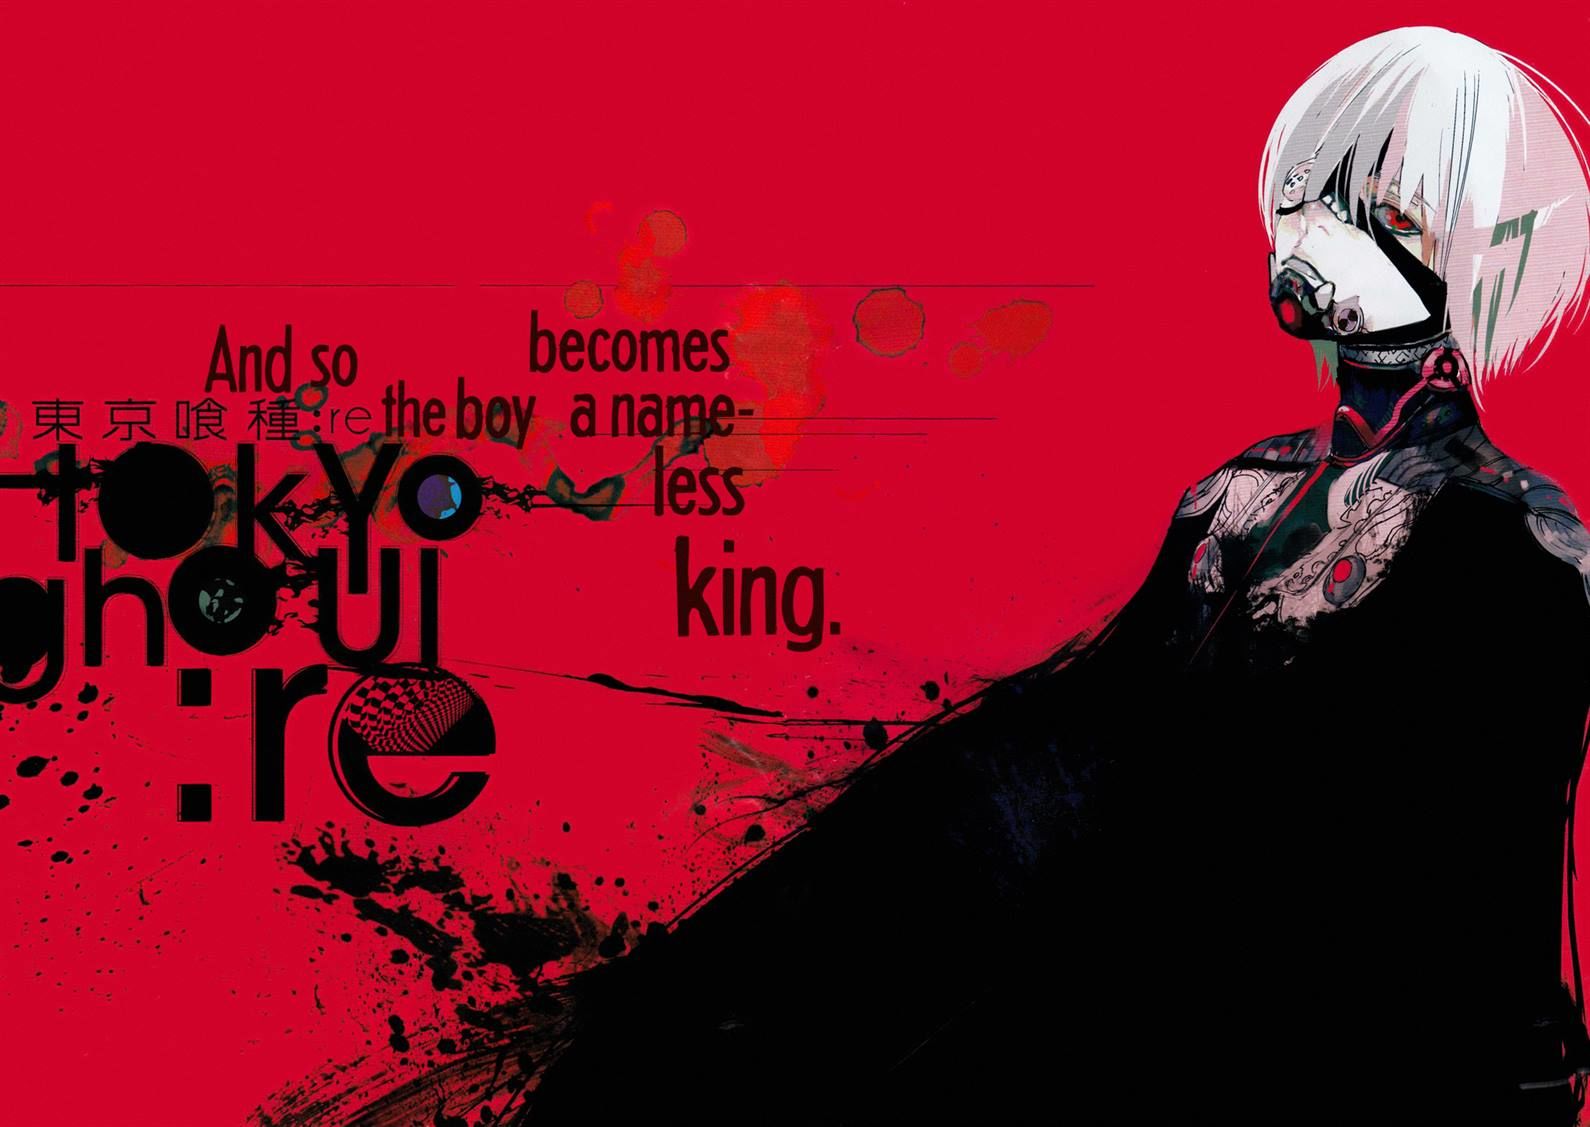 And so
the boy
becomes
a name-
less
king.
東京喰種:re
tokyo
ghoul
:re